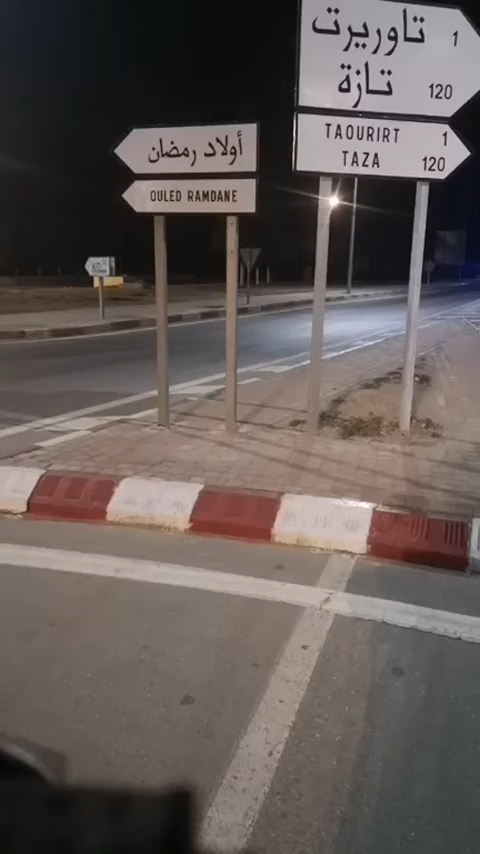 تاوريرت 1
تازة 120
TAOURIRT 1
TAZA 120
أولاد رمضان
OULED RAMDANE